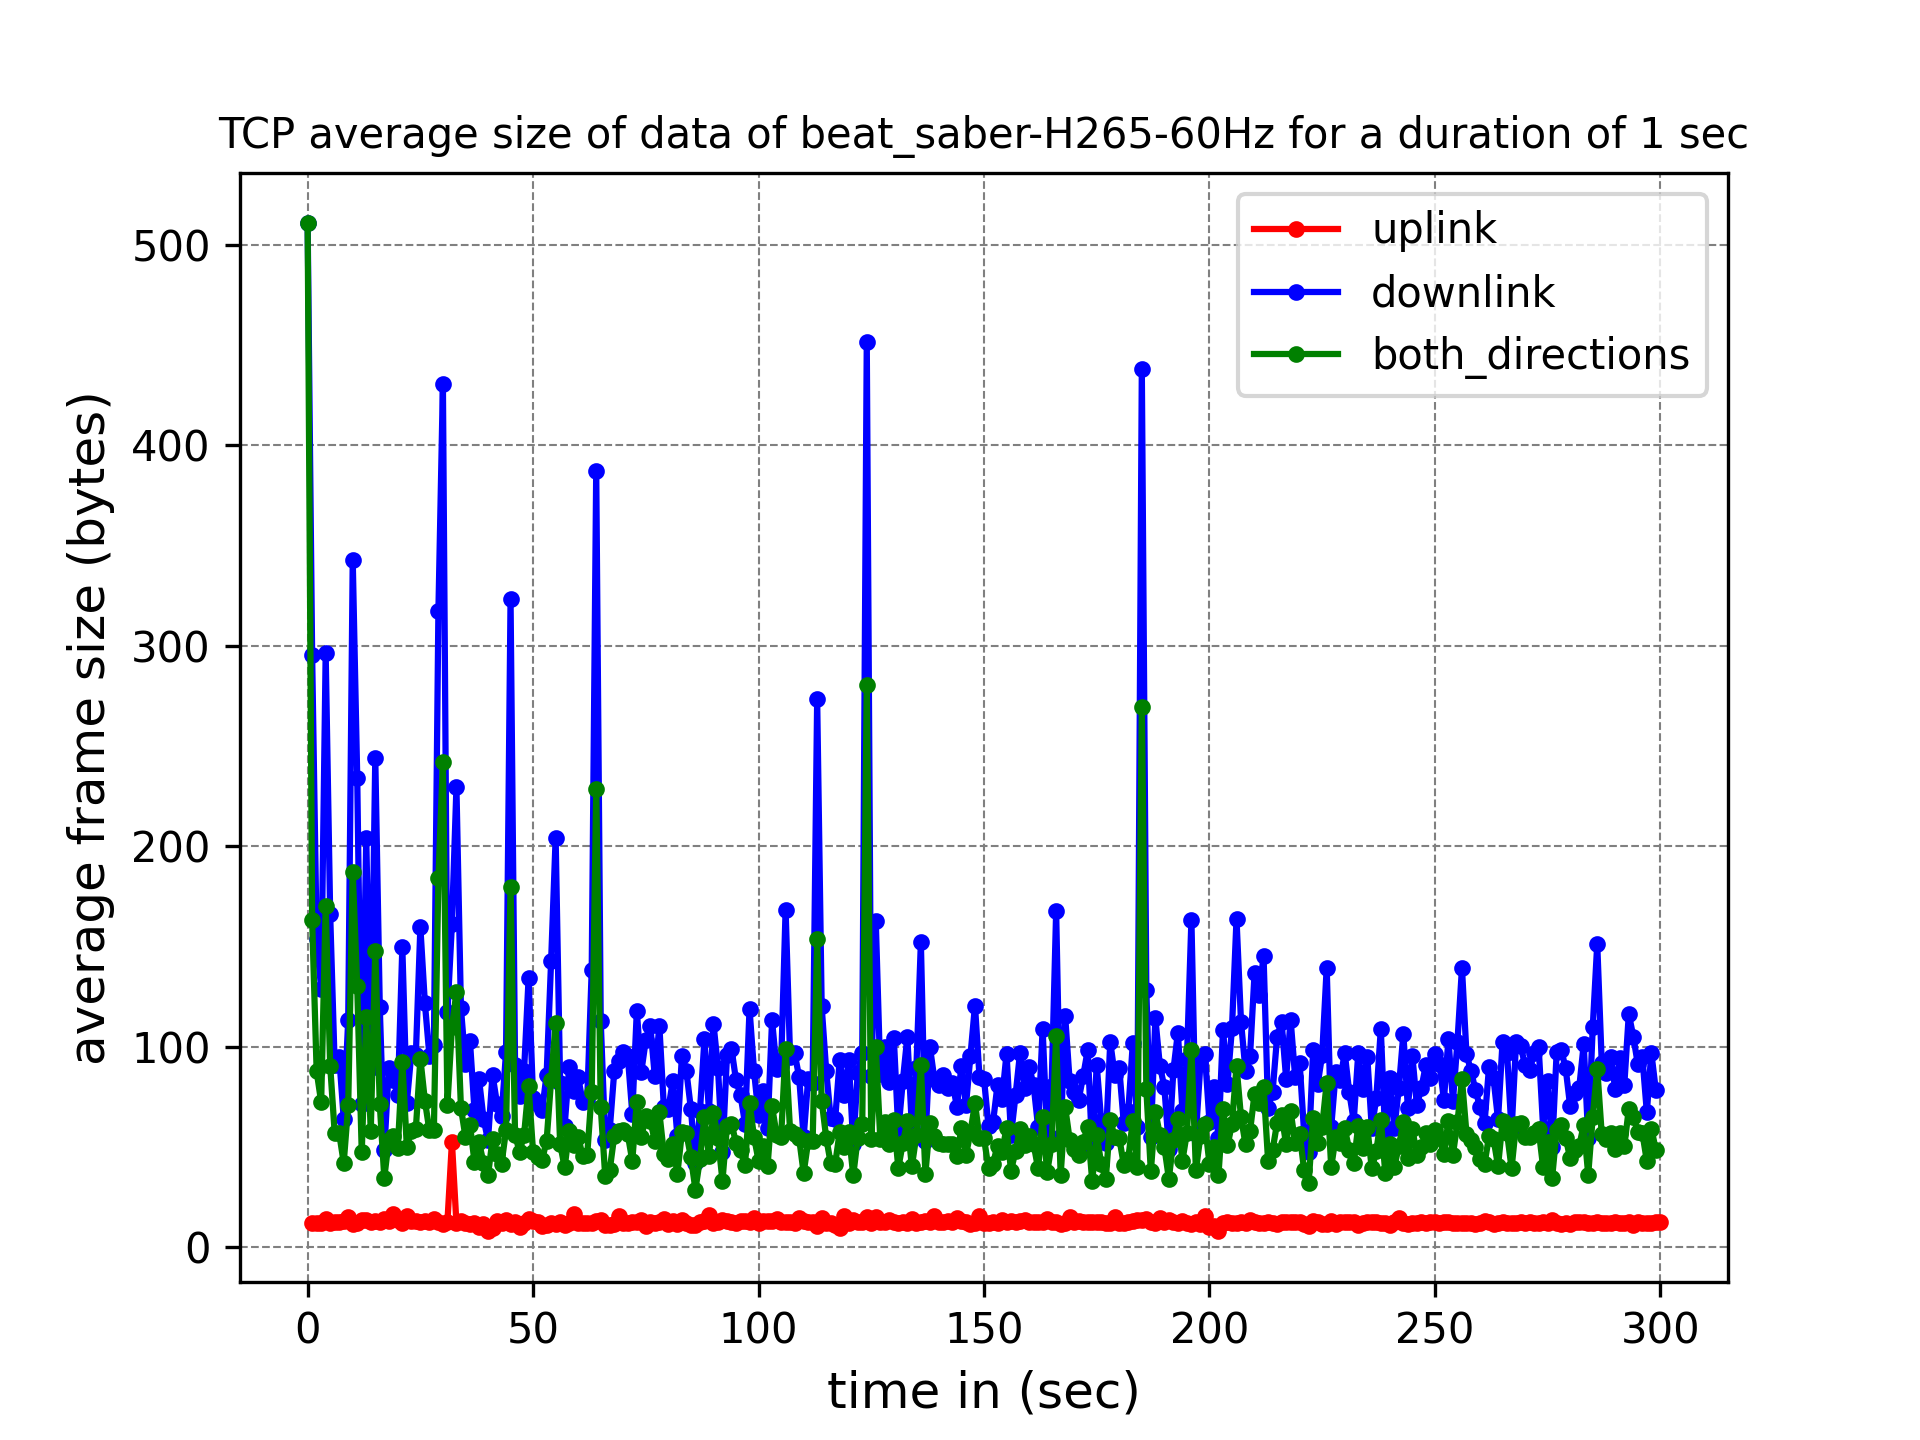 TCP average size of data of beat_saber-H265-60Hz for a duration of 1 sec
uplink
downlink
both_directions
average frame size (bytes)
500
400
300
200
100
0
0 50 100 150 200 250 300
time in (sec)